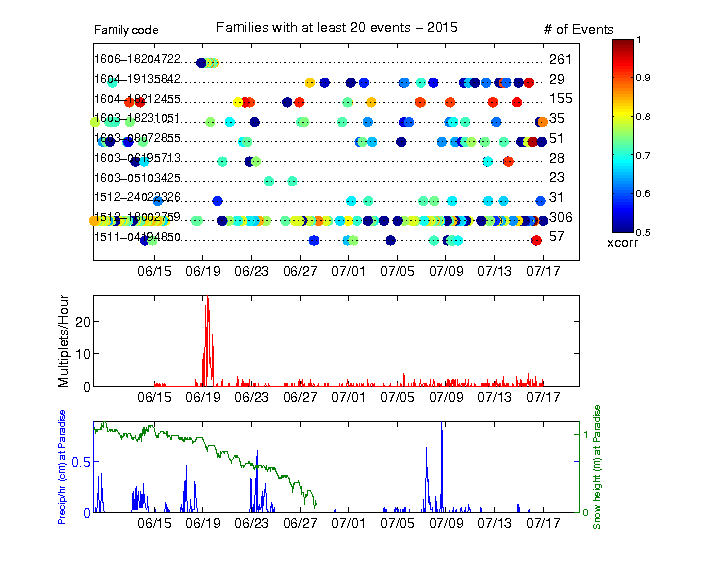 Families with at least 20 events − 2015
Family code
# of Events
1606−18204722 261
1604−19135842 29
1604−18212455 155
1603−18231051 35
1603−08072855 51
1603−06195713 28
1603−05103425 23
1512−24022326 31
1512−18002759 306
1511−04194850 57
06/15 06/19 06/23 06/27 07/01 07/05 07/09 07/13 07/17
1
0.9
0.8
0.7
0.6
0.5
xcorr
Multiplets/Hour
20
10
0
06/15 06/19 06/23 06/27 07/01 07/05 07/09 07/13 07/17
Precip/hr (cm) at Paradise
0.5
0
1
0
Snow height (m) at Paradise
06/15 06/19 06/23 06/27 07/01 07/05 07/09 07/13 07/17